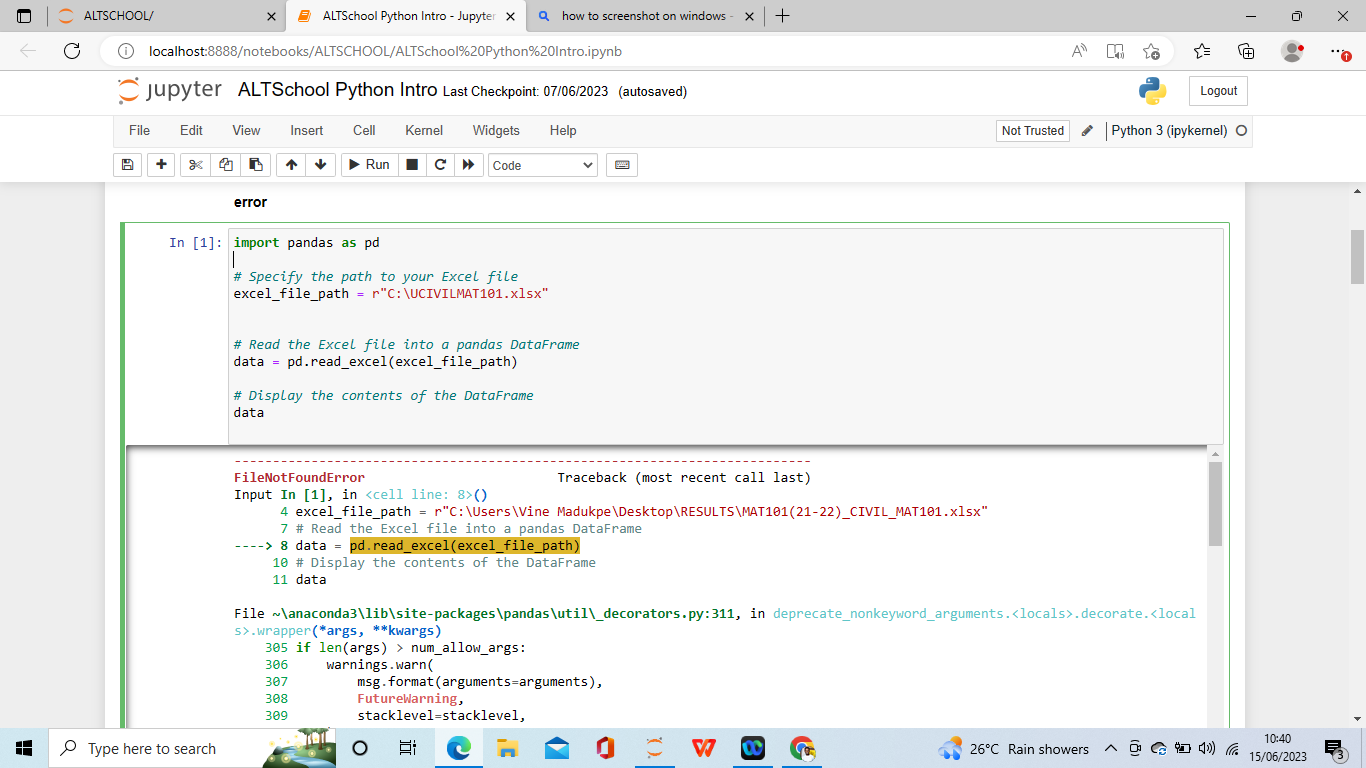 ALTSCHOOL/
ALTSchool Python Intro - Jupyter
how to screenshot on windows -
localhost:8888/notebooks/ALTSCHOOL/ALTSchool%20Python%20Intro.ipynb
jupyter ALTSchool Python Intro Last Checkpoint: 07/06/2023 (autosaved)
Logout
File Edit View Insert Cell Kernel Widgets Help
Not Trusted
Python 3 (ipykernel)
Run
Code
error
In [1]: import pandas as pd
# Specify the path to your Excel file
excel_file_path = r"C:\UCIVILMAT101.xlsx"
# Read the Excel file into a pandas DataFrame
data = pd.read_excel(excel_file_path)
# Display the contents of the DataFrame
data
---------------------------------------------------------------------------
FileNotFoundError Traceback (most recent call last)
Input In [1], in <cell line: 8>()
4 excel_file_path = r"C:\Users\Vine Madukpe\Desktop\RESULTS\MAT101(21-22)_CIVIL_MAT101.xlsx"
7 # Read the Excel file into a pandas DataFrame
----> 8 data = pd.read_excel(excel_file_path)
10 # Display the contents of the DataFrame
11 data
File ~\anaconda3\lib\site-packages\pandas\util\_decorators.py:311, in deprecate_nonkeyword_arguments.<locals>.decorate.<local
s>.wrapper(*args, **kwargs)
305 if len(args) > num_allow_args:
306 warnings.warn(
307 msg.format(arguments=arguments),
308 FutureWarning,
309 stacklevel=stacklevel,
Type here to search
26°C Rain showers
10:40
15/06/2023
3